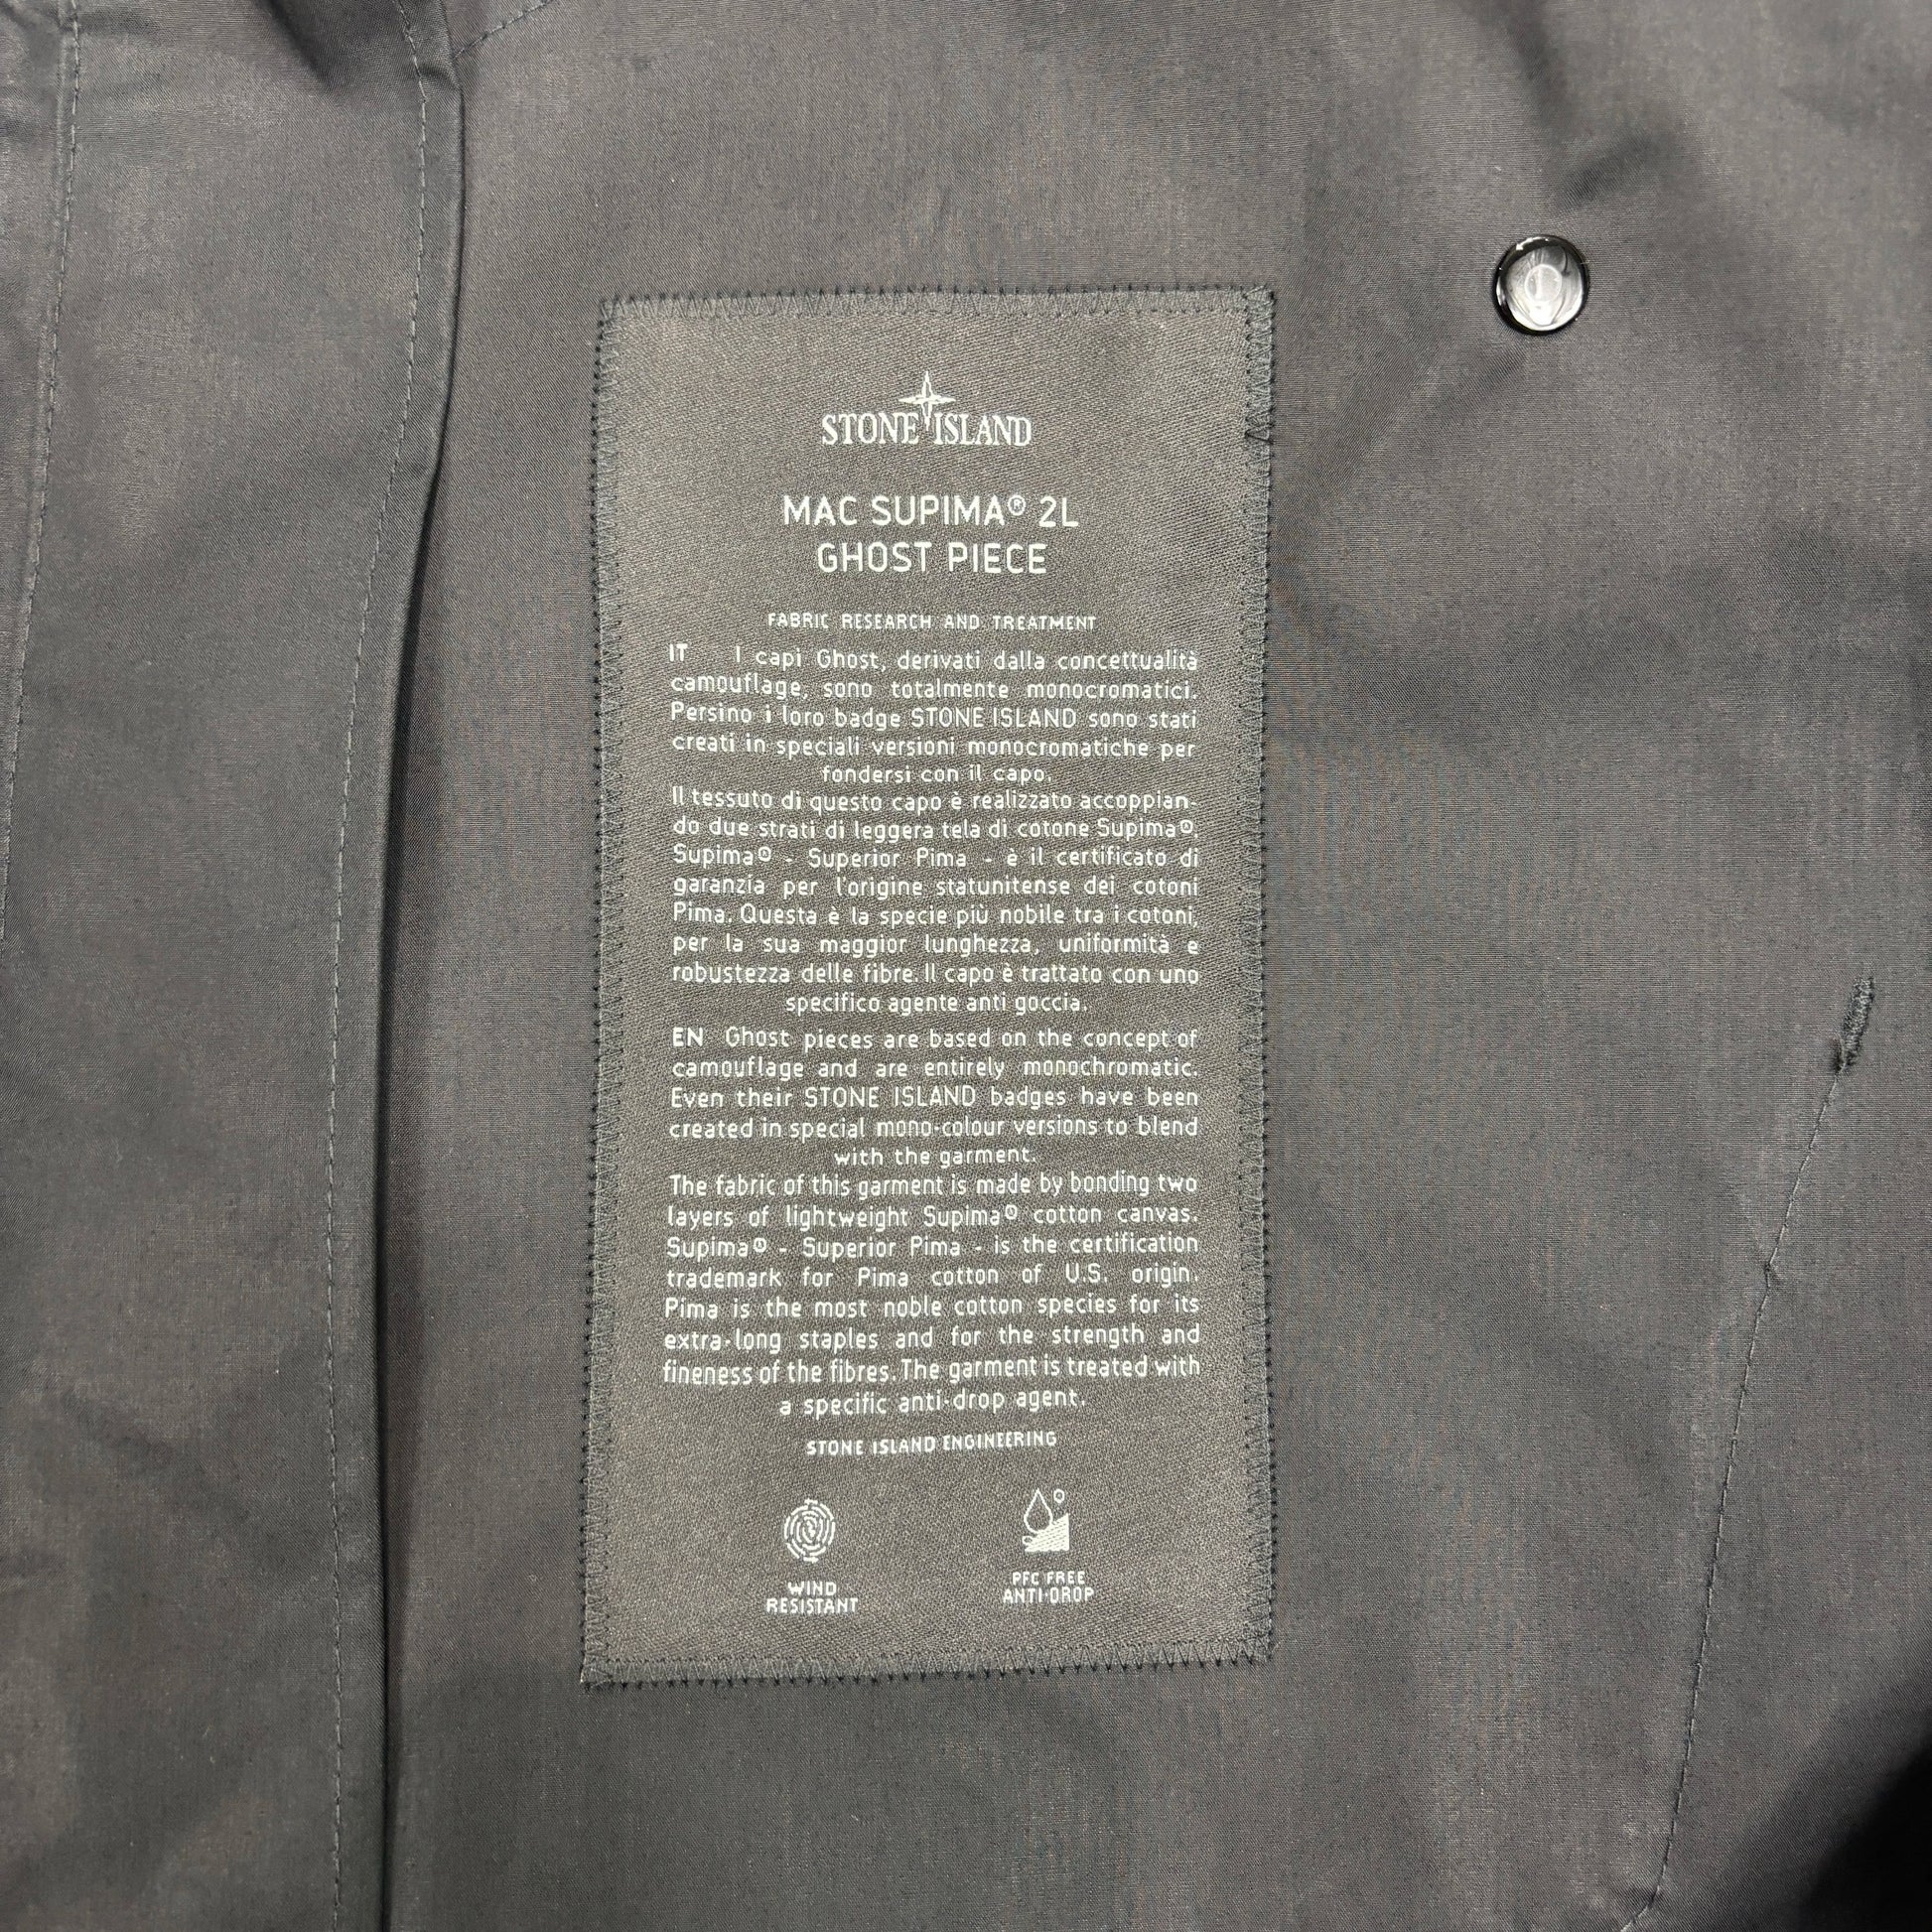 STONE ISLAND
MAC SUPIMA® 2L
GHOST PIECE
FABRIC RESEARCH AND TREATMENT
IT I capi Ghost, derivati dalla concettualità
camouflage, sono totalmente monocromatici.
Persino i loro badge STONE ISLAND sono stati
creati in speciali versioni monocromatiche per
fondersi con il capo.
Il tessuto di questo capo è realizzato accoppian-
do due strati di leggera tela di cotone Supima®.
Supima® - Superior Pima - è il certificato di
garanzia per l'origine statunitense dei cotoni
Pima. Questa è la specie più nobile tra i cotoni,
per la sua maggior lunghezza, uniformità e
robustezza delle fibre. Il capo è trattato con uno
specifico agente anti goccia.
EN Ghost pieces are based on the concept of
camouflage and are entirely monochromatic.
Even their STONE ISLAND badges have been
created in special mono-colour versions to blend
with the garment.
The fabric of this garment is made by bonding two
layers of lightweight Supima® cotton canvas.
Supima® - Superior Pima - is the certification
trademark for Pima cotton of U.S. origin.
Pima is the most noble cotton species for its
extra-long staples and for the strength and
fineness of the fibres. The garment is treated with
a specific anti-drop agent.
STONE ISLAND ENGINEERING
WIND
RESISTANT
PFC FREE
ANTI-DROP